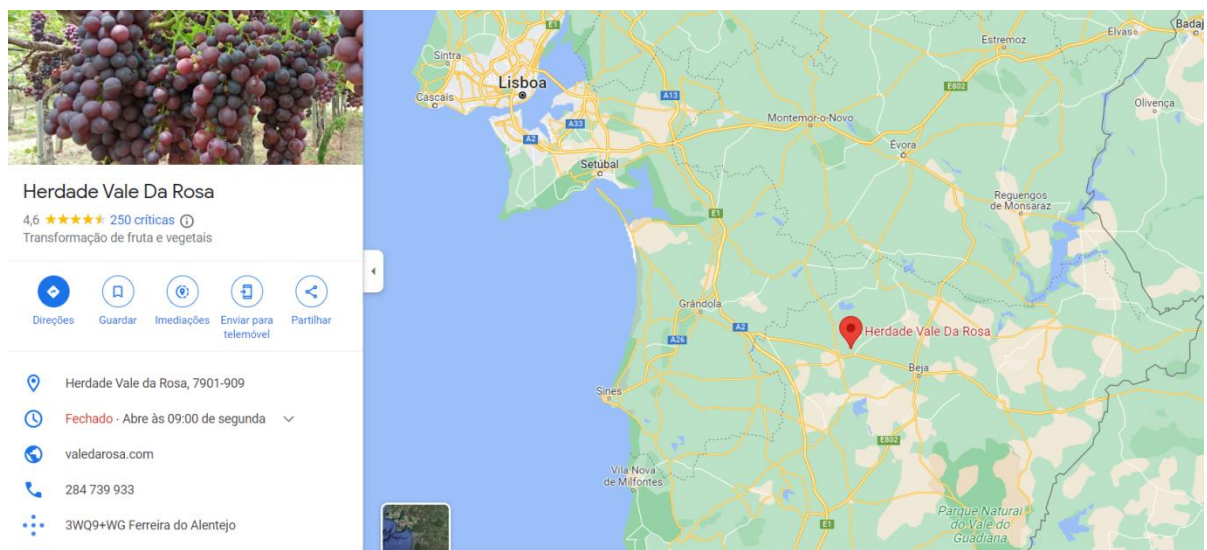 Herdade Vale Da Rosa
4,6 250 críticas
Transformação de fruta e vegetais
Direções
Guardar
Imediações
Enviar para
telemóvel
Partilhar
Herdade Vale da Rosa, 7901-909
Fechado · Abre às 09:00 de segunda
valedarosa.com
284 739 933
3WQ9+WG Ferreira do Alentejo
E1
Sintra
Lisboa
Cascais
A13
A33
A2
Setúbal
Montemor-o-Novo
Estremoz
Elvas
Badaj
E802
Olivença
Évora
Reguengos
de Monsaraz
E1
Grândola
A2
A26
Herdade Vale Da Rosa
Beja
Sines
E802
Vila Nova
de Milfontes
E1
Parque Natural
do Vale do
Guadiana